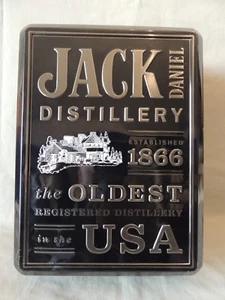 JACK DANIEL
DISTILLERY
ESTABLISHED
1866
the OLDEST
REGISTERED DISTILLERY
in the USA